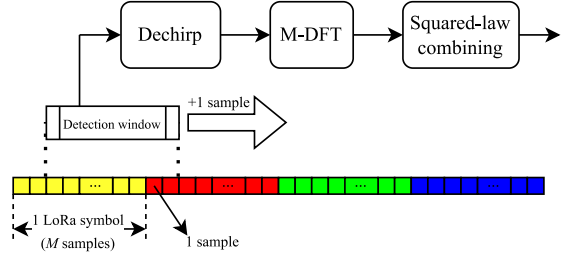 Dechirp
M-DFT
Squared-law
combining
+1 sample
Detection window
...
...
...
...
1 LoRa symbol
(M samples)
1 sample